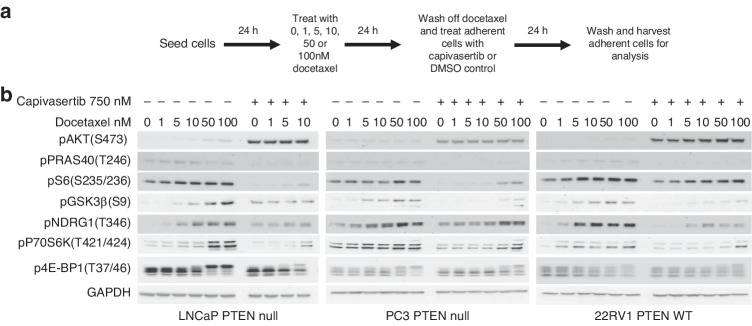 a
24 h
24 h
24 h
Seed cells
Treat with
0, 1, 5, 10,
50 or
100nM
docetaxel
Wash off docetaxel
and treat adherent
cells with
capivasertib or
DMSO control
Wash and harvest
adherent cells for
analysis
b
Capivasertib 750 nM − − − − − − + + + + − − − − − − + + + + + + − − − − − − + + + + + +
Docetaxel nM 0 1 5 10 50 100 0 1 5 10 0 1 5 10 50 100 0 1 5 10 50 100 0 1 5 10 50 100 0 1 5 10 50 100
pAKT(S473)
pPRAS40(T246)
pS6(S235/236)
pGSK3β(S9)
pNDRG1(T346)
pP70S6K(T421/424)
p4E-BP1(T37/46)
GAPDH
LNCaP PTEN null PC3 PTEN null 22RV1 PTEN WT